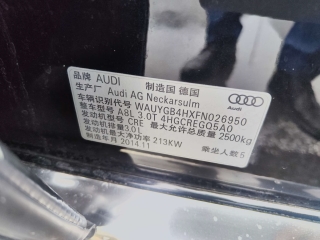 品牌 AUDI 制造国 德国
生产厂 Audi AG Neckarsulm
车辆识别代号 WAUYGB4HXFN026950
整车型号 A8L 3.0T 4HGCREGQ5A0
发动机型号 CRE 最大允许总质量 2500kg
发动机排量 3.0L
发动机最大净功率 213KW
制造年月 2014.11 乘坐人数 5
Audi